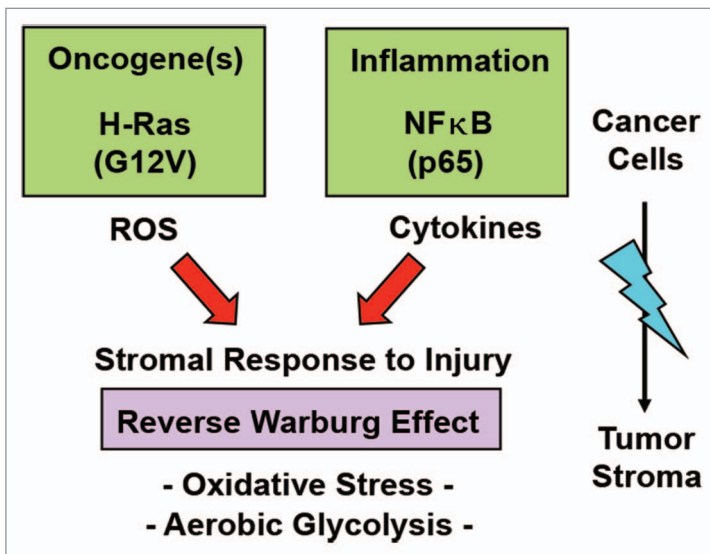 Oncogene(s)
H-Ras
(G12V)
Inflammation
NFκB
(p65)
Cancer
Cells
ROS
Cytokines
Stromal Response to Injury
Reverse Warburg Effect
- Oxidative Stress -
- Aerobic Glycolysis -
Tumor
Stroma